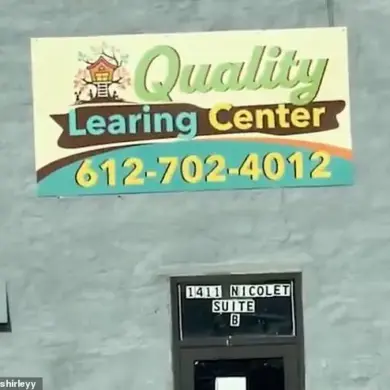 Quality
Learing Center
612-702-4012
1411 NICOLET
SUITE
B
shirleyy